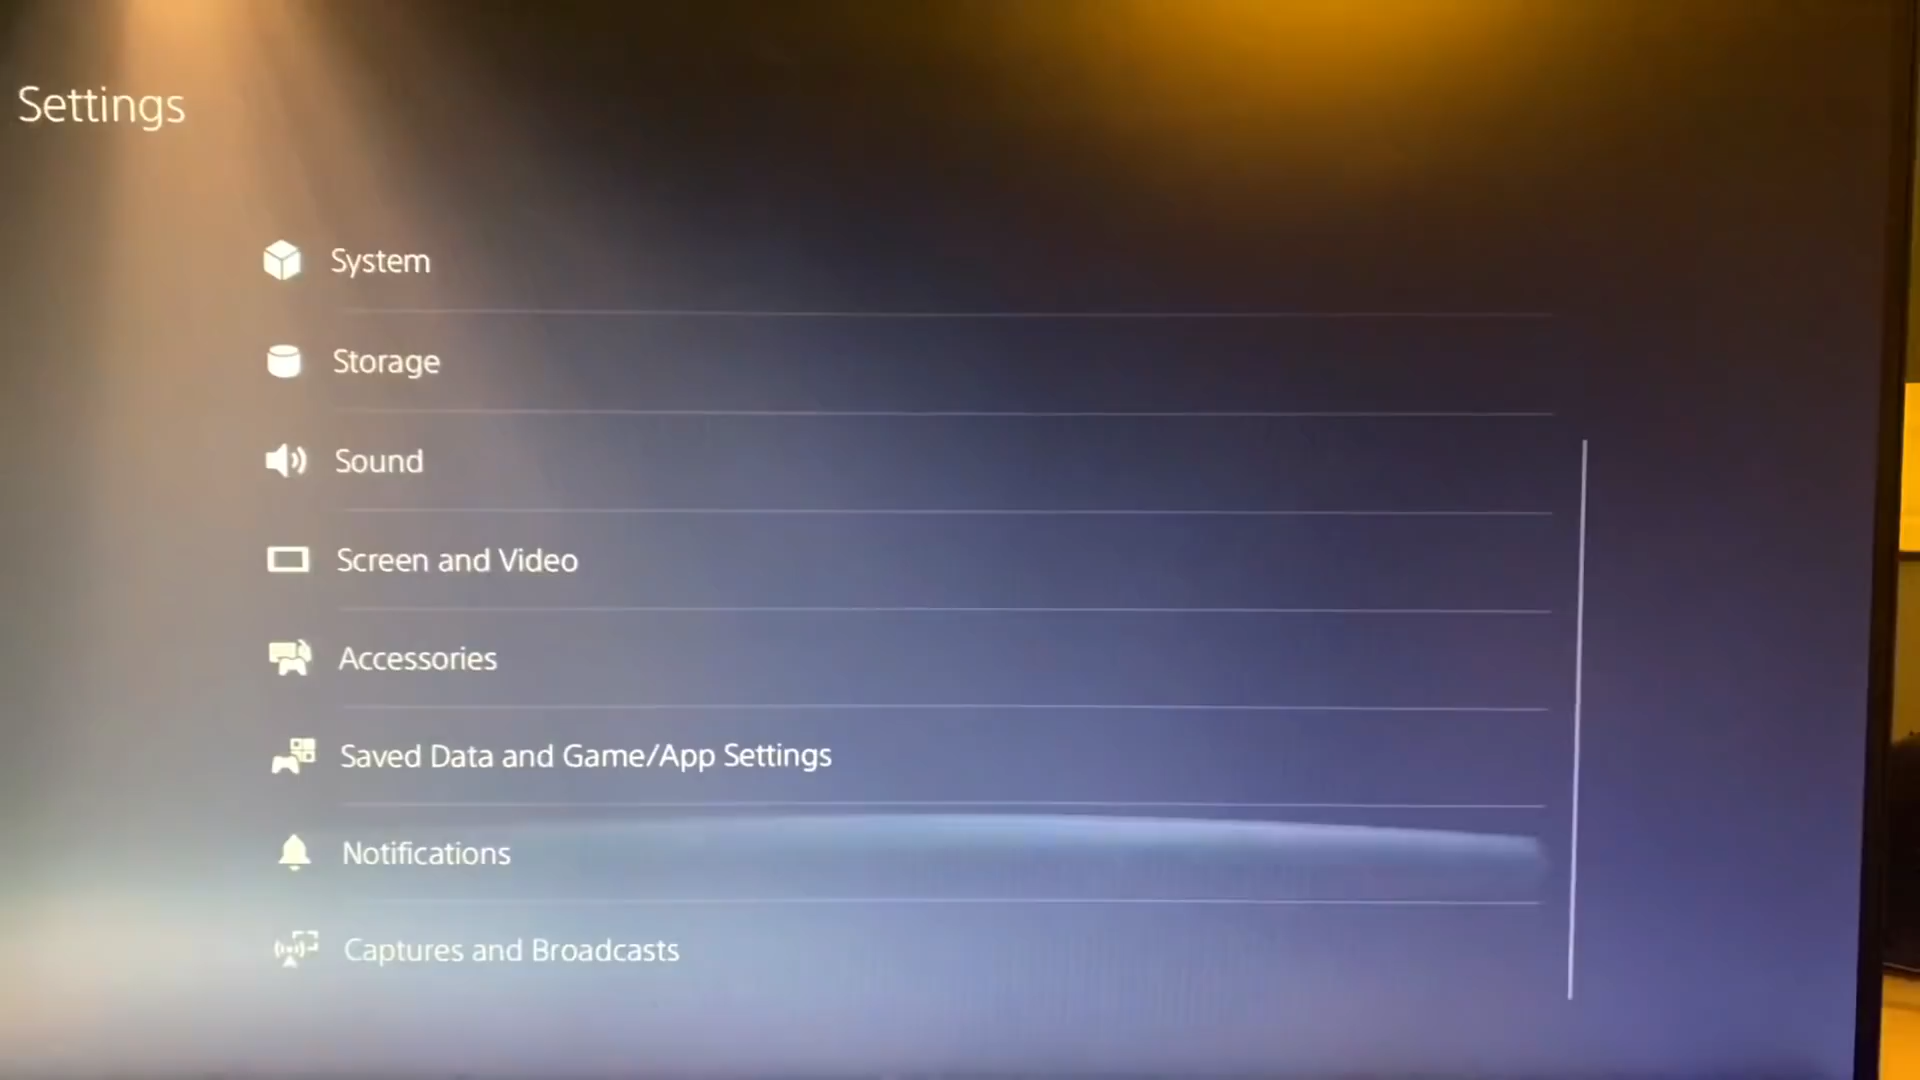 Settings
System
Storage
Sound
Screen and Video
Accessories
Saved Data and Game/App Settings
Notifications
Captures and Broadcasts